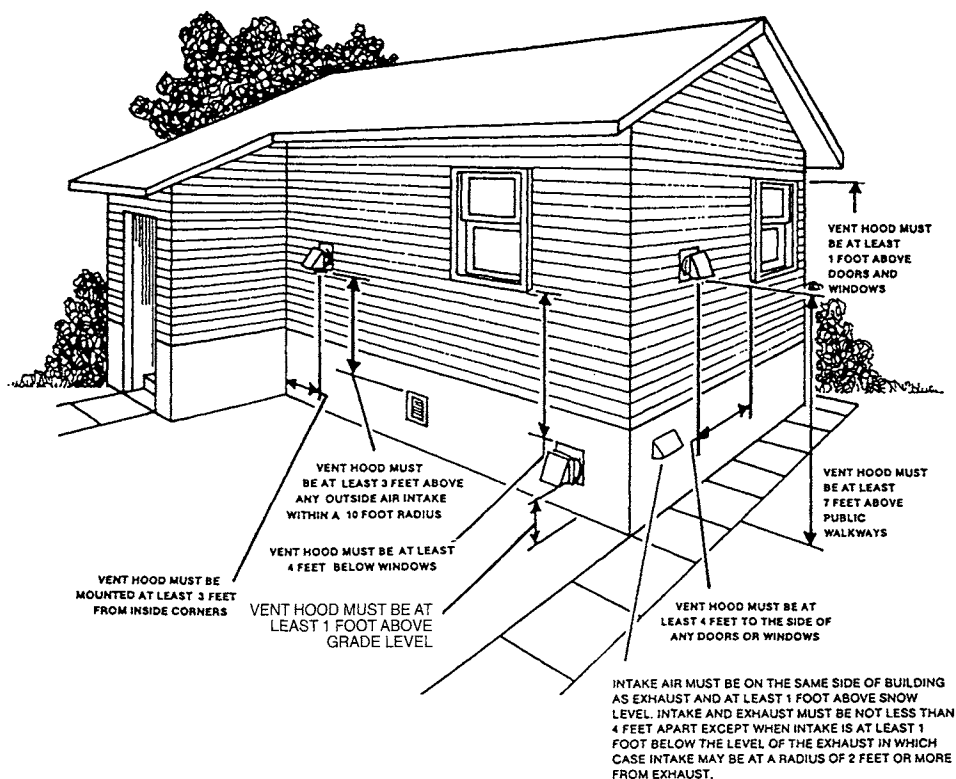 VENT HOOD MUST
BE AT LEAST
1 FOOT ABOVE
DOORS AND
WINDOWS
VENT HOOD MUST
BE AT LEAST 3 FEET ABOVE
ANY OUTSIDE AIR INTAKE
WITHIN A 10 FOOT RADIUS
VENT HOOD MUST
BE AT LEAST
7 FEET ABOVE
PUBLIC
WALKWAYS
VENT HOOD MUST BE AT LEAST
4 FEET BELOW WINDOWS
VENT HOOD MUST BE
MOUNTED AT LEAST 3 FEET
FROM INSIDE CORNERS
VENT HOOD MUST BE AT
LEAST 1 FOOT ABOVE
GRADE LEVEL
VENT HOOD MUST BE AT
LEAST 4 FEET TO THE SIDE OF
ANY DOORS OR WINDOWS
INTAKE AIR MUST BE ON THE SAME SIDE OF BUILDING
AS EXHAUST AND AT LEAST 1 FOOT ABOVE SNOW
LEVEL. INTAKE AND EXHAUST MUST BE NOT LESS THAN
4 FEET APART EXCEPT WHEN INTAKE IS AT LEAST 1
FOOT BELOW THE LEVEL OF THE EXHAUST IN WHICH
CASE INTAKE MAY BE AT A RADIUS OF 2 FEET OR MORE
FROM EXHAUST.